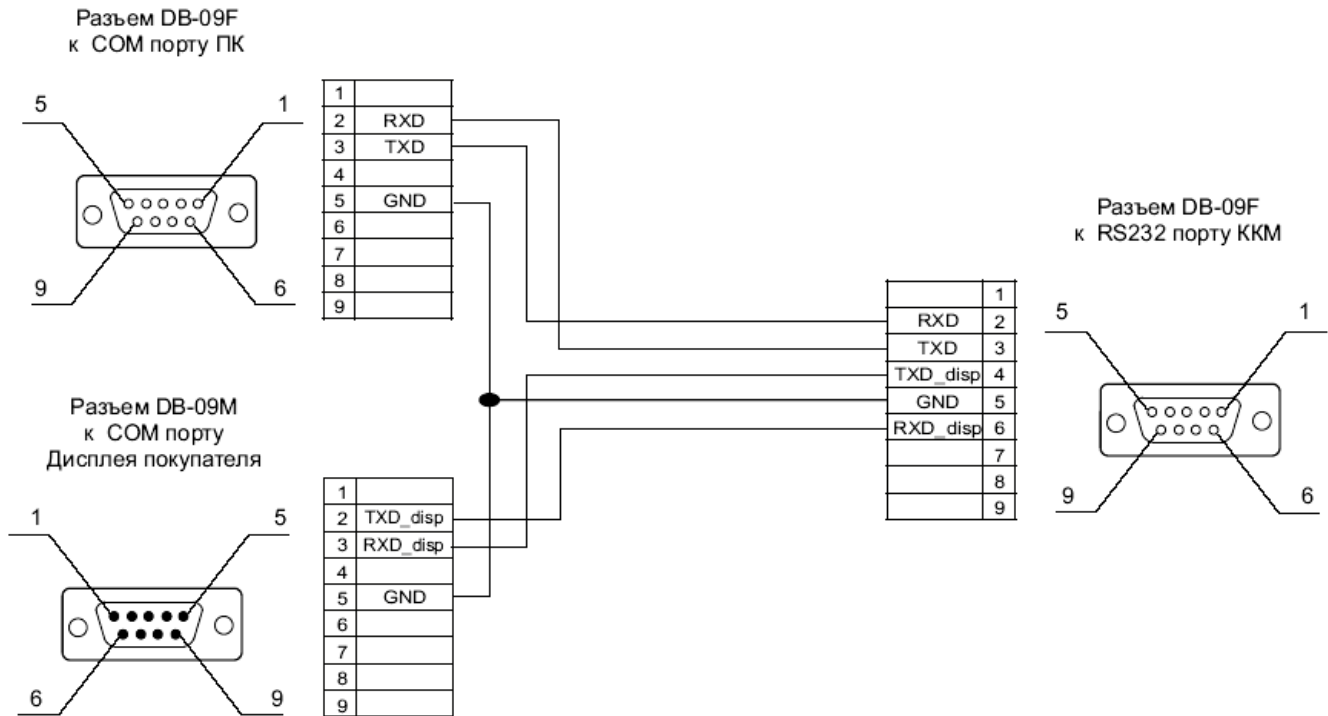 Разъем DB-09F
к COM порту ПК
5 1
9 6
1
2 RXD
3 TXD
4
5 GND
6
7
8
9
Разъем DB-09F
к RS232 порту ККМ
1
RXD 2
TXD 3
TXD_disp 4
GND 5
RXD_disp 6
7
8
9
5 1
9 6
Разъем DB-09M
к COM порту
Дисплея покупателя
1 5
6 9
1
2 TXD_disp
3 RXD_disp
4
5 GND
6
7
8
9